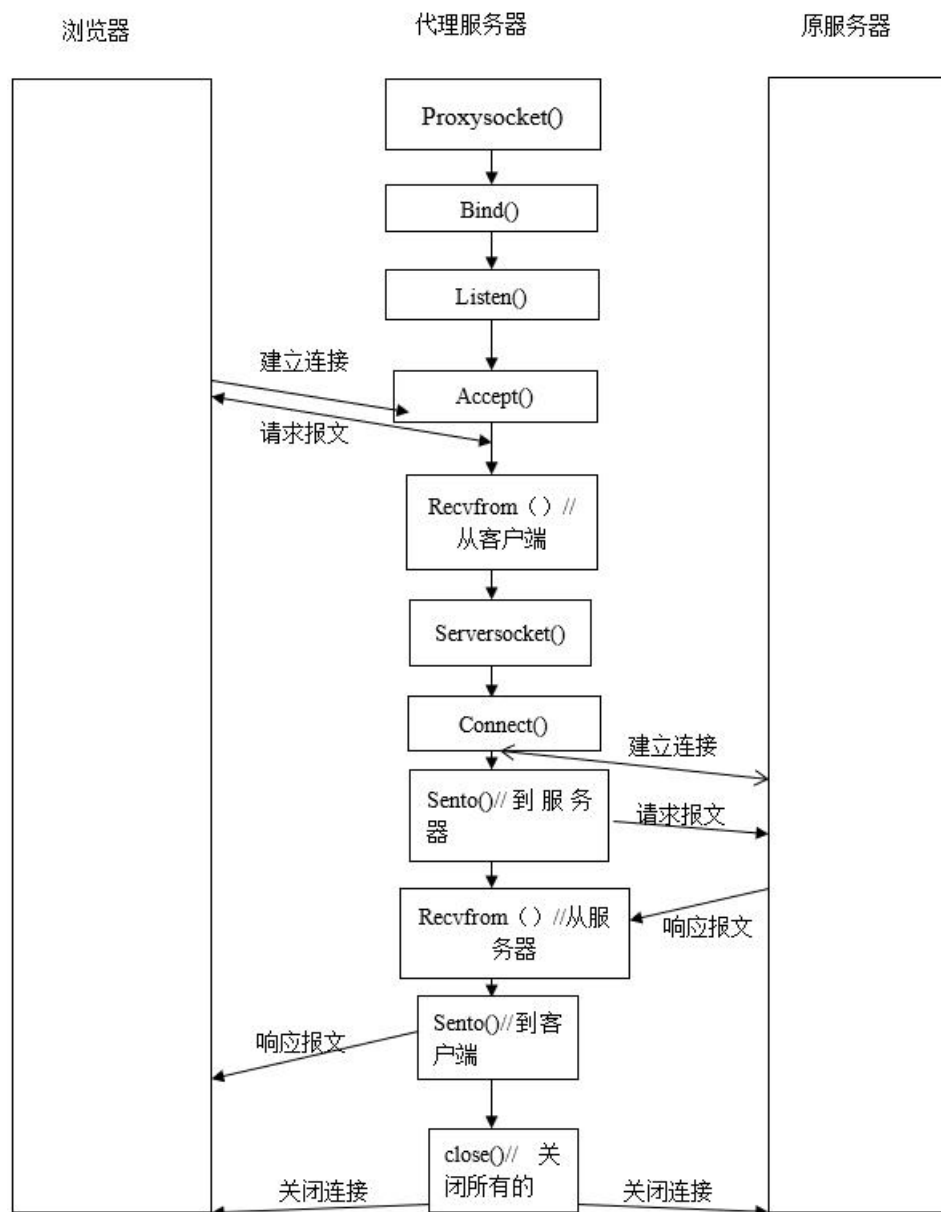 浏览器
代理服务器
原服务器
Proxysocket()
Bind()
Listen()
建立连接
Accept()
请求报文
Recvfrom（）//
从客户端
Serversocket()
Connect()
建立连接
Sento()//到服务
器
请求报文
Recvfrom（）//从服
务器
响应报文
Sento()//到客
户端
响应报文
close()// 关
闭所有的
关闭连接
关闭连接